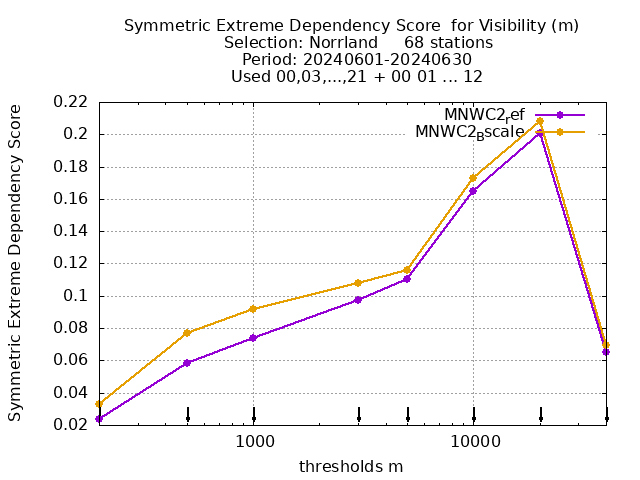 Symmetric Extreme Dependency Score  for Visibility (m)
Selection: Norrland     68 stations
Period: 20240601-20240630
Used 00,03,...,21 + 00 01 ... 12
Symmetric Extreme Dependency Score
0.22
0.2
0.18
0.16
0.14
0.12
0.1
0.08
0.06
0.04
0.02
MNWC2ref
MNWC2Bscale
1000
10000
thresholds m